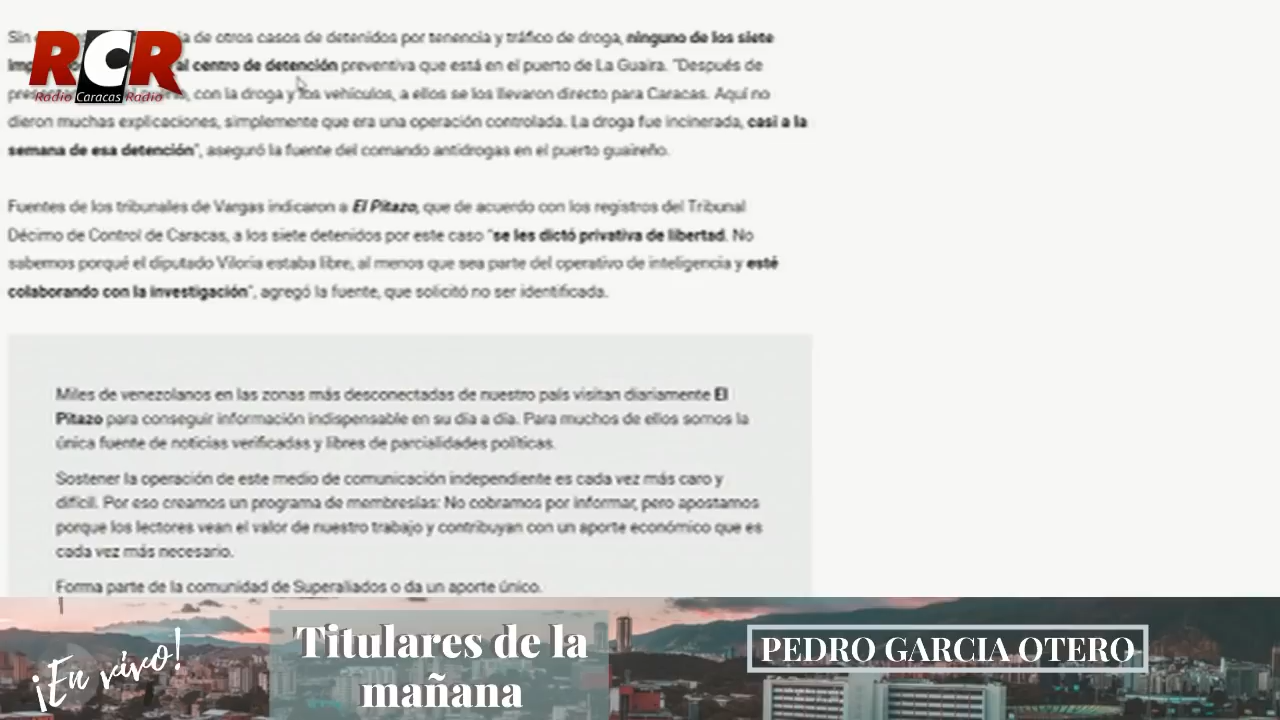 Sin de otros casos de detenidos por tenencia y tráfico de droga, ninguno de los siete
al centro de detención preventiva que está en el puerto de La Guaira. "Después de
con la droga y los vehículos, a ellos se los llevaron directo para Caracas. Aquí no
dieron muchas explicaciones, simplemente que era una operación controlada. La droga fue incinerada, casi a la
semana de esa detención", aseguró la fuente del comando antidrogas en el puerto guaireño.
Fuentes de los tribunales de Vargas indicaron a El Pitazo, que de acuerdo con los registros del Tribunal
Décimo de Control de Caracas, a los siete detenidos por este caso "se les dictó privativa de libertad. No
sabemos porqué el diputado Viloria estaba libre, al menos que sea parte del operativo de inteligencia y esté
colaborando con la investigación", agregó la fuente, que solicitó no ser identificada.
Miles de venezolanos en las zonas más desconectadas de nuestro país visitan diariamente El
Pitazo para conseguir información indispensable en su día a día. Para muchos de ellos somos la
única fuente de noticias verificadas y libres de parcialidades políticas.
Sostener la operación de este medio de comunicación independiente es cada vez más caro y
difícil. Por eso creamos un programa de membresías: No cobramos por informar, pero apostamos
porque los lectores vean el valor de nuestro trabajo y contribuyan con un aporte económico que es
cada vez más necesario.
Forma parte de la comunidad de Superaliados o da un aporte único.
RCR
Radio Caracas Radio
¡En vivo!
Titulares de la
mañana
PEDRO GARCIA OTERO